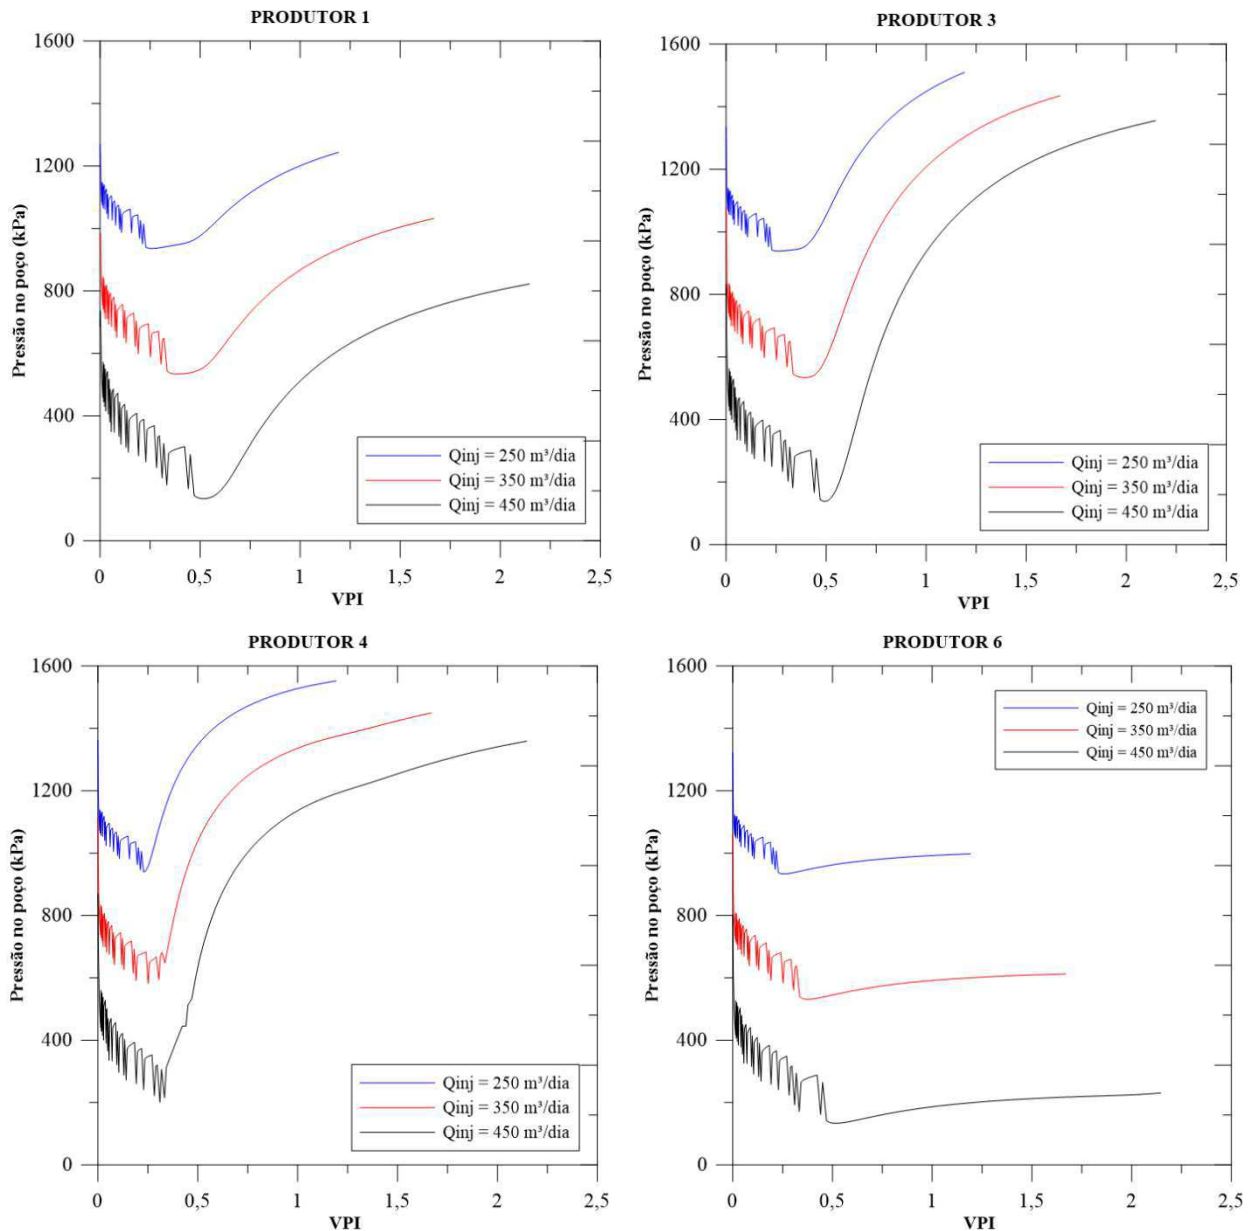 PRODUTOR 1
Pressão no poço (kPa)
1600
1200
800
400
0
Qinj = 250 m³/dia
Qinj = 350 m³/dia
Qinj = 450 m³/dia
0 0,5 1 1,5 2 2,5
VPI
PRODUTOR 3
Pressão no poço (kPa)
1600
1200
800
400
0
Qinj = 250 m³/dia
Qinj = 350 m³/dia
Qinj = 450 m³/dia
0 0,5 1 1,5 2 2,5
VPI
PRODUTOR 4
Pressão no poço (kPa)
1600
1200
800
400
0
Qinj = 250 m³/dia
Qinj = 350 m³/dia
Qinj = 450 m³/dia
0 0,5 1 1,5 2 2,5
VPI
PRODUTOR 6
Pressão no poço (kPa)
1600
1200
800
400
0
Qinj = 250 m³/dia
Qinj = 350 m³/dia
Qinj = 450 m³/dia
0 0,5 1 1,5 2 2,5
VPI